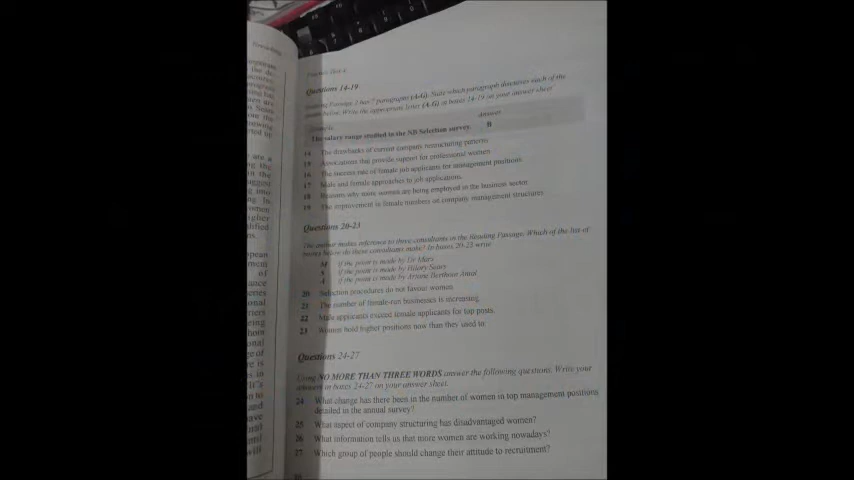 Practice Test 4
Questions 14-19
Reading Passage 2 has 7 paragraphs (A-G). State which paragraph discusses each of the
points below. Write the appropriate letter (A-G) in boxes 14-19 on your answer sheet.
Example
Answer
The salary range studied in the NB Selection survey.
B
14 The drawbacks of current company restructuring patterns.
15 Associations that provide support for professional women.
16 The success rate of female job applicants for management positions.
17 Male and female approaches to job applications.
18 Reasons why more women are being employed in the business sector.
19 The improvement in female numbers on company management structures.
Questions 20-23
The author makes reference to three consultants in the Reading Passage. Which of the list of
points below do these consultants make? In boxes 20-23 write
M if the point is made by Dr Mars
S if the point is made by Hilary Sears
A if the point is made by Ariane Berthoin Antal
20 Selection procedures do not favour women.
21 The number of female-run businesses is increasing.
22 Male applicants exceed female applicants for top posts.
23 Women hold higher positions now than they used to.
Questions 24-27
Using NO MORE THAN THREE WORDS answer the following questions. Write your
answers in boxes 24-27 on your answer sheet.
24 What change has there been in the number of women in top management positions
detailed in the annual survey?
25 What aspect of company structuring has disadvantaged women?
26 What information tells us that more women are working nowadays?
27 Which group of people should change their attitude to recruitment?